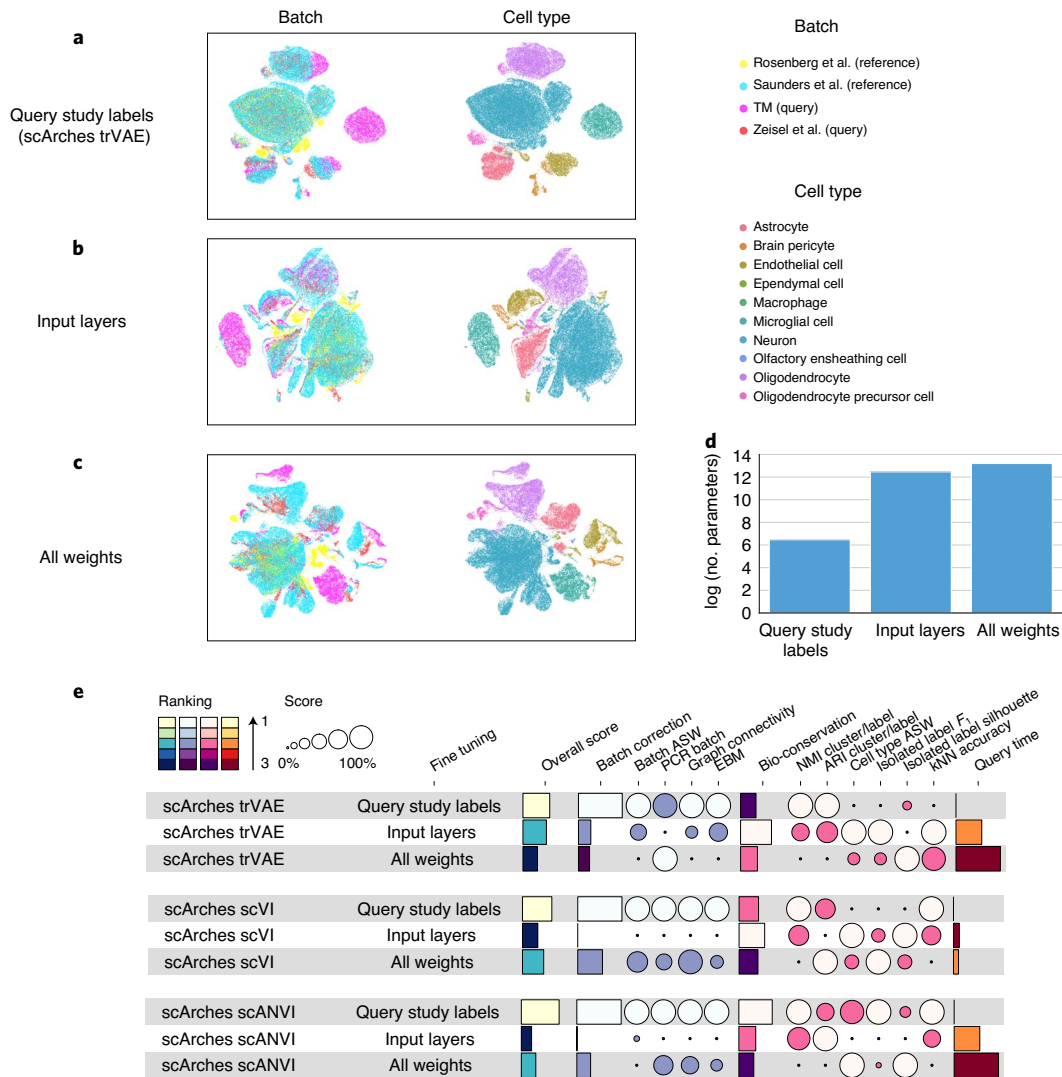 Batch
Cell type
a
Query study labels
(scArches trVAE)
Batch
Rosenberg et al. (reference)
Saunders et al. (reference)
TM (query)
Zeisel et al. (query)
Cell type
Astrocyte
Brain pericyte
Endothelial cell
Ependymal cell
Macrophage
Microglial cell
Neuron
Olfactory ensheathing cell
Oligodendrocyte
Oligodendrocyte precursor cell
b
Input layers
c
All weights
d
log (no. parameters)
14
12
10
8
6
4
2
0
Query study
labels
Input layers
All weights
e
Ranking
1
3
Score
0%
100%
Fine tuning
Overall score
Batch correction
Batch ASW
PCR batch
Graph connectivity
EBM
Bio-conservation
NMI cluster/label
ARI cluster/label
Cell type ASW
Isolated label F1
Isolated label silhouette
kNN accuracy
Query time
scArches trVAE Query study labels
scArches trVAE Input layers
scArches trVAE All weights
scArches scVI Query study labels
scArches scVI Input layers
scArches scVI All weights
scArches scANVI Query study labels
scArches scANVI Input layers
scArches scANVI All weights